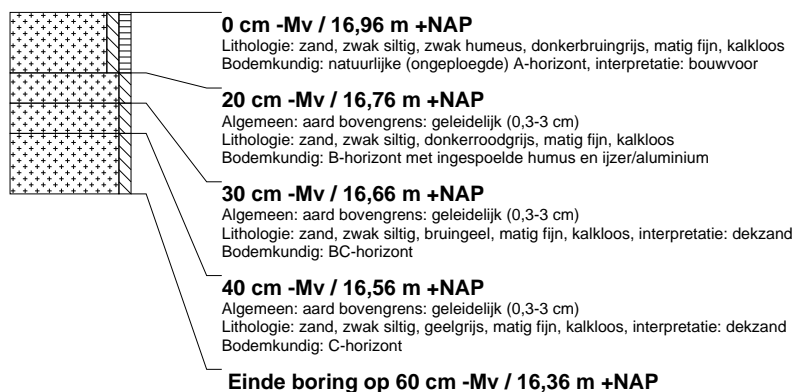 0 cm -Mv / 16,96 m +NAP
Lithologie: zand, zwak siltig, zwak humeus, donkerbruingrijs, matig fijn, kalkloos
Bodemkundig: natuurlijke (ongeploegde) A-horizont, interpretatie: bouwvoor
20 cm -Mv / 16,76 m +NAP
Algemeen: aard bovengrens: geleidelijk (0,3-3 cm)
Lithologie: zand, zwak siltig, donkerroodgrijs, matig fijn, kalkloos
Bodemkundig: B-horizont met ingespoelde humus en ijzer/aluminium
30 cm -Mv / 16,66 m +NAP
Algemeen: aard bovengrens: geleidelijk (0,3-3 cm)
Lithologie: zand, zwak siltig, bruingeel, matig fijn, kalkloos, interpretatie: dekzand
Bodemkundig: BC-horizont
40 cm -Mv / 16,56 m +NAP
Algemeen: aard bovengrens: geleidelijk (0,3-3 cm)
Lithologie: zand, zwak siltig, geelgrijs, matig fijn, kalkloos, interpretatie: dekzand
Bodemkundig: C-horizont
Einde boring op 60 cm -Mv / 16,36 m +NAP